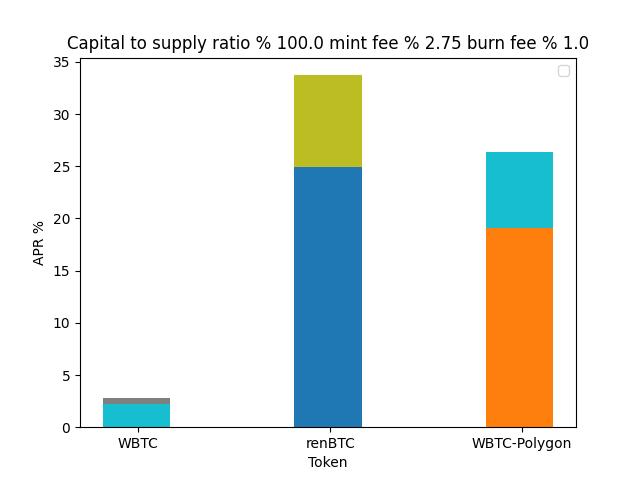 Capital to supply ratio % 100.0 mint fee % 2.75 burn fee % 1.0
35
30
25
20
15
10
5
0
APR %
WBTC renBTC WBTC-Polygon
Token